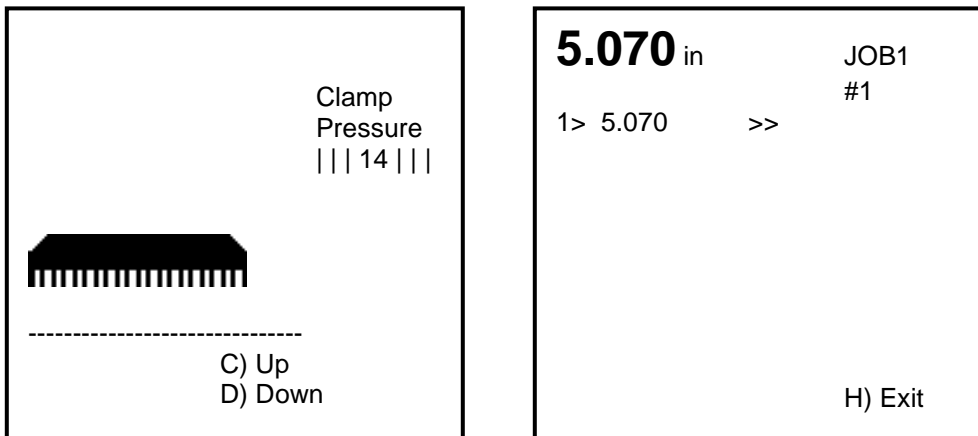 Clamp
Pressure
| | | 14 | | |
------------------------------
C) Up
D) Down
5.070 in
JOB1
#1
1> 5.070 >>
H) Exit